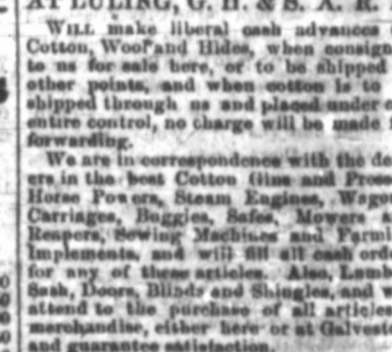 AT LULING, G. H. & S. A. R.
WILL make liberal cash advances
Cotton, Wool and Hides, when consign
to us for sale here, or to be shipped
other points, and when cotton is to
shipped through us and placed under
entire control, no charge will be made
forwarding.
We are in correspondence with the de
ers in the best Cotton Gins and Presse
Horse Powers, Steam Engines, Wago
Carriages, Buggies, Safes, Mowers
Reapers, Sewing Machines and Farmi
Implements, and will fill all cash orde
for any of these articles. Also, Lumb
Sash, Doors, Blinds and Shingles, and w
attend to the purchase of all articles
merchandise, either here or at Galvest
and guarantee satisfaction.